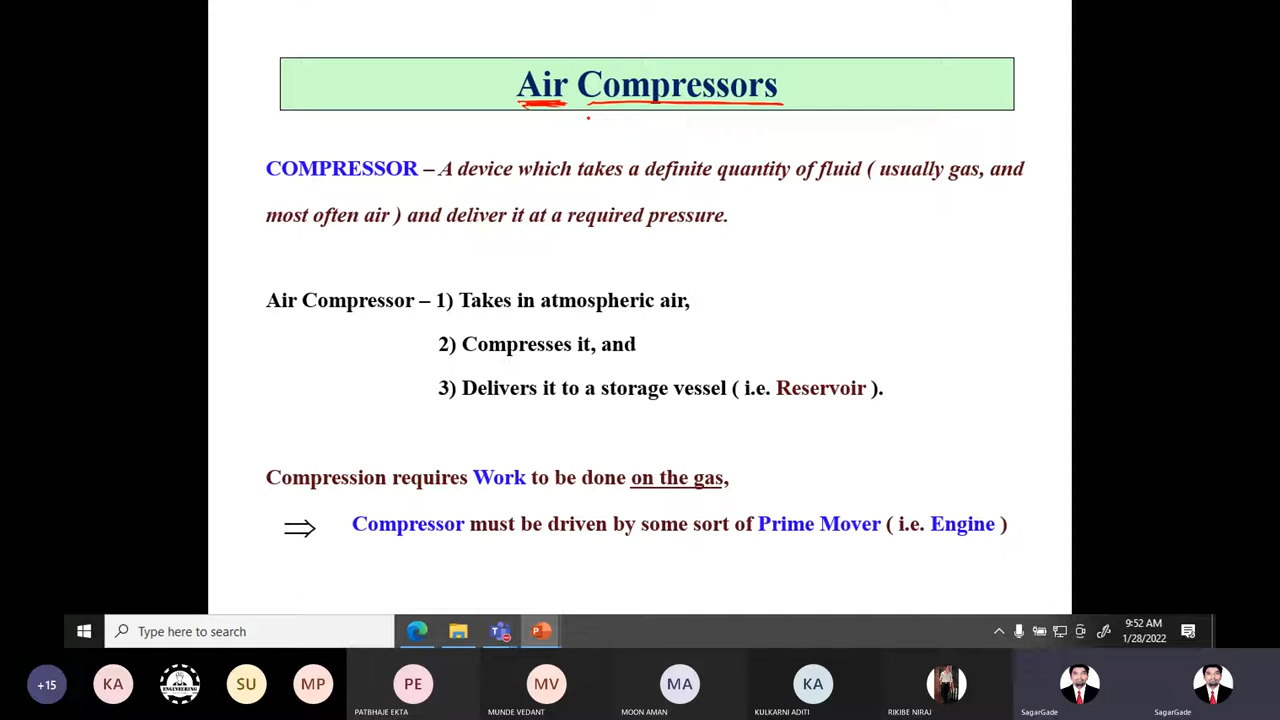 Air Compressors
COMPRESSOR – A device which takes a definite quantity of fluid ( usually gas, and
most often air ) and deliver it at a required pressure.
Air Compressor – 1) Takes in atmospheric air,
2) Compresses it, and
3) Delivers it to a storage vessel ( i.e. Reservoir ).
Compression requires Work to be done on the gas,
⇒ Compressor must be driven by some sort of Prime Mover ( i.e. Engine )
Type here to search
9:52 AM
1/28/2022
+15 KA ENGINEERING SU MP PE MV MA KA
PATBHAJE EKTA MUNDE VEDANT MOON AMAN KULKARNI ADITI RIKIBE NIRAJ SagarGade SagarGade